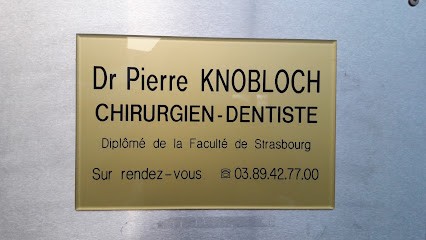 Dr Pierre KNOBLOCH
CHIRURGIEN-DENTISTE
Diplômé de la Faculté de Strasbourg
Sur rendez-vous ☏ 03.89.42.77.00